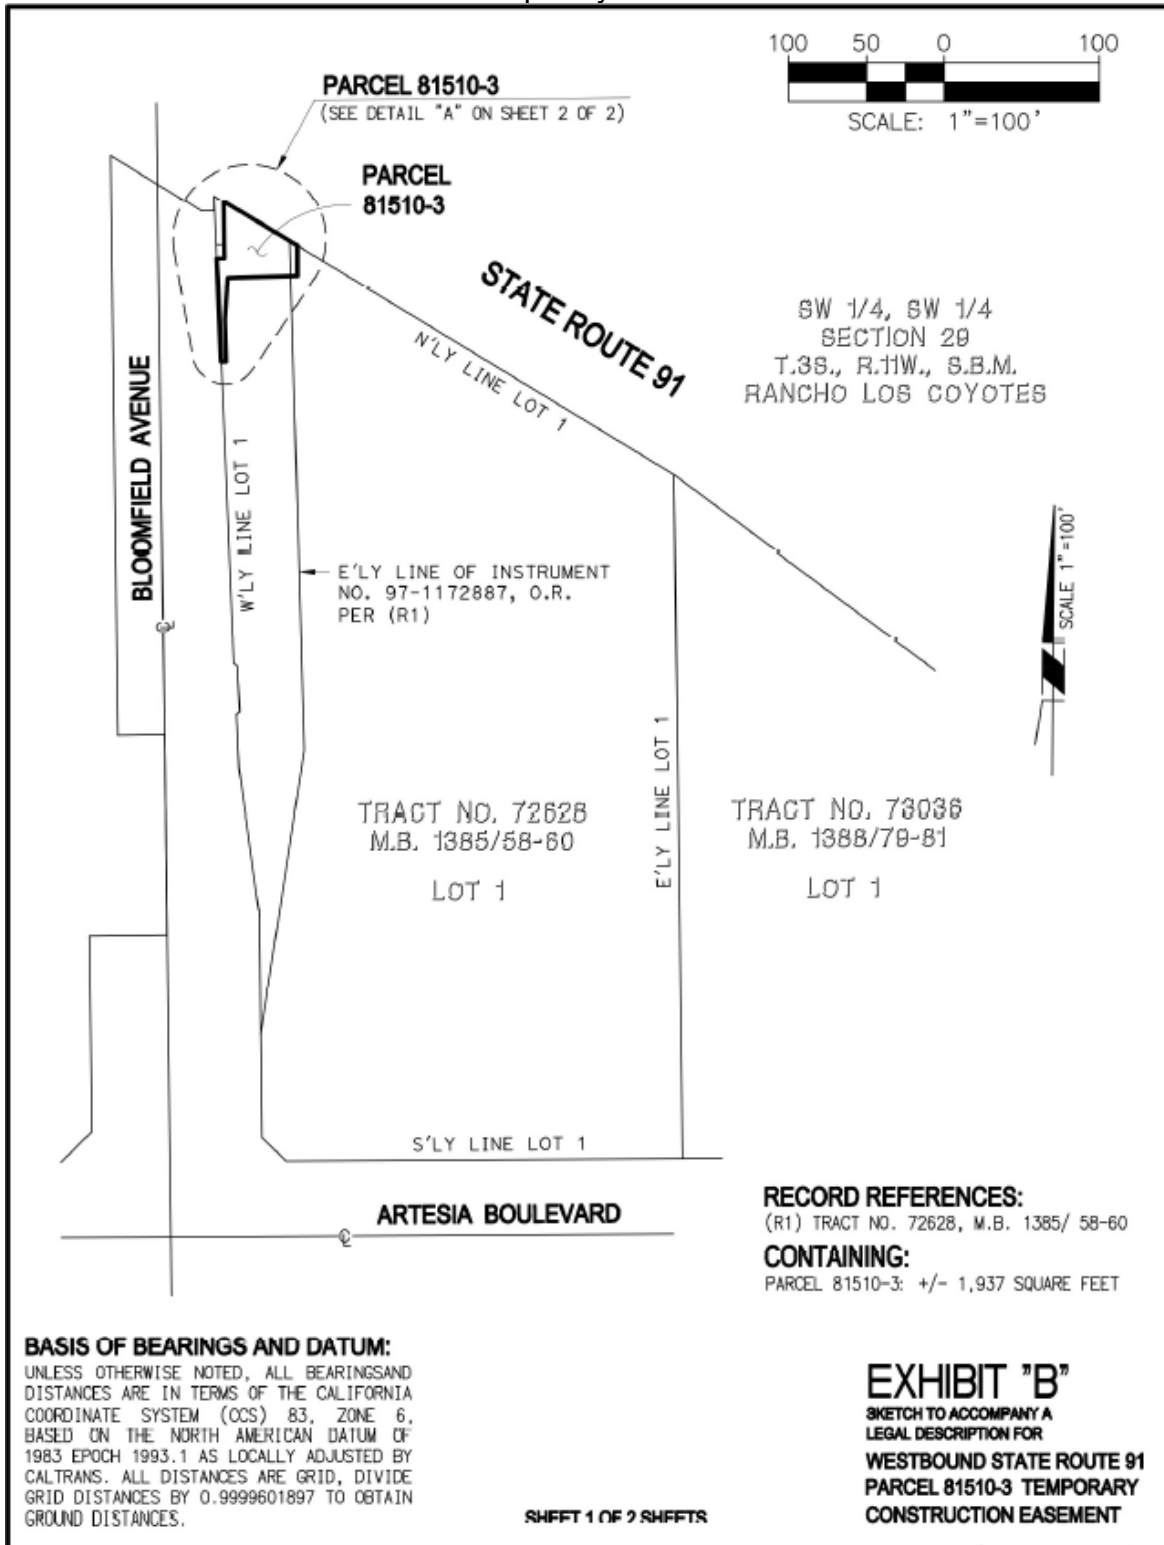 100 50 0 100
SCALE: 1"=100'
PARCEL 81510-3
(SEE DETAIL "A" ON SHEET 2 OF 2)
PARCEL
81510-3
STATE ROUTE 91
N'LY LINE LOT 1
SW 1/4, SW 1/4
SECTION 29
T.3S., R.11W., S.B.M.
RANCHO LOS COYOTES
BLOOMFIELD AVENUE
W'LY LINE LOT 1
E'LY LINE OF INSTRUMENT
NO. 97-1172887, O.R.
PER (R1)
SCALE 1"=100'
E'LY LINE LOT 1
TRACT NO. 72628
M.B. 1385/58-60
LOT 1
TRACT NO. 73036
M.B. 1388/79-81
LOT 1
S'LY LINE LOT 1
ARTESIA BOULEVARD
RECORD REFERENCES:
(R1) TRACT NO. 72628, M.B. 1385/ 58-60
CONTAINING:
PARCEL 81510-3: +/- 1,937 SQUARE FEET
BASIS OF BEARINGS AND DATUM:
UNLESS OTHERWISE NOTED, ALL BEARINGSAND
DISTANCES ARE IN TERMS OF THE CALIFORNIA
COORDINATE SYSTEM (CCS) 83, ZONE 6,
BASED ON THE NORTH AMERICAN DATUM OF
1983 EPOCH 1993.1 AS LOCALLY ADJUSTED BY
CALTRANS. ALL DISTANCES ARE GRID, DIVIDE
GRID DISTANCES BY 0.9999601897 TO OBTAIN
GROUND DISTANCES.
SHEET 1 OF 2 SHEETS
EXHIBIT "B"
SKETCH TO ACCOMPANY A
LEGAL DESCRIPTION FOR
WESTBOUND STATE ROUTE 91
PARCEL 81510-3 TEMPORARY
CONSTRUCTION EASEMENT